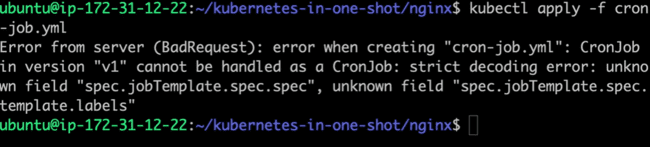 ubuntu@ip-172-31-12-22:~/kubernetes-in-one-shot/nginx$ kubectl apply -f cron
-job.yml
Error from server (BadRequest): error when creating "cron-job.yml": CronJob
in version "v1" cannot be handled as a CronJob: strict decoding error: unkno
wn field "spec.jobTemplate.spec.spec", unknown field "spec.jobTemplate.spec.
template.labels"
ubuntu@ip-172-31-12-22:~/kubernetes-in-one-shot/nginx$